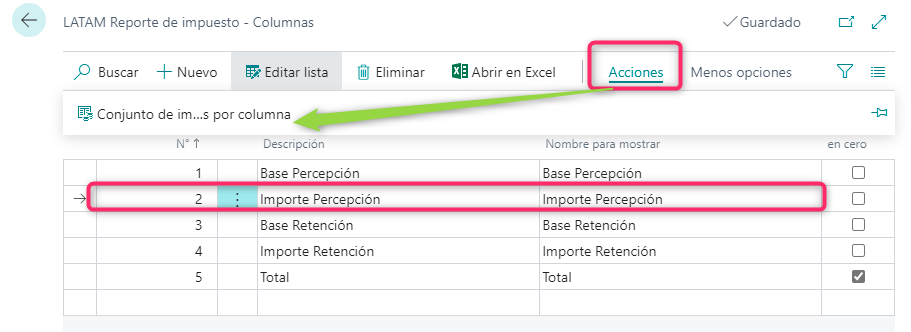 LATAM Reporte de impuesto - Columnas
Guardado
Buscar Nuevo Editar lista Eliminar Abrir en Excel Acciones Menos opciones
Conjunto de im...s por columna
N° ↑ Descripción Nombre para mostrar en cero
1 Base Percepción Base Percepción
2 Importe Percepción Importe Percepción
3 Base Retención Base Retención
4 Importe Retención Importe Retención
5 Total Total